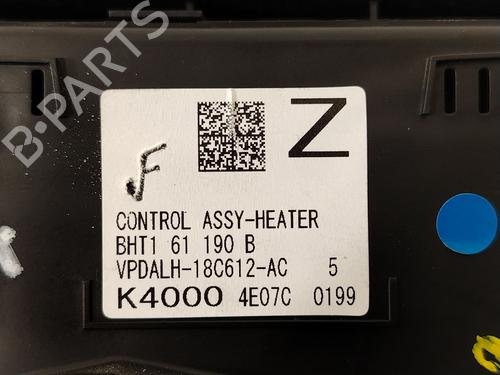 B-PARTS
Z
F
CONTROL ASSY-HEATER
BHT1 61 190 B
VPDALH-18C612-AC 5
K4000 4E07C 0199